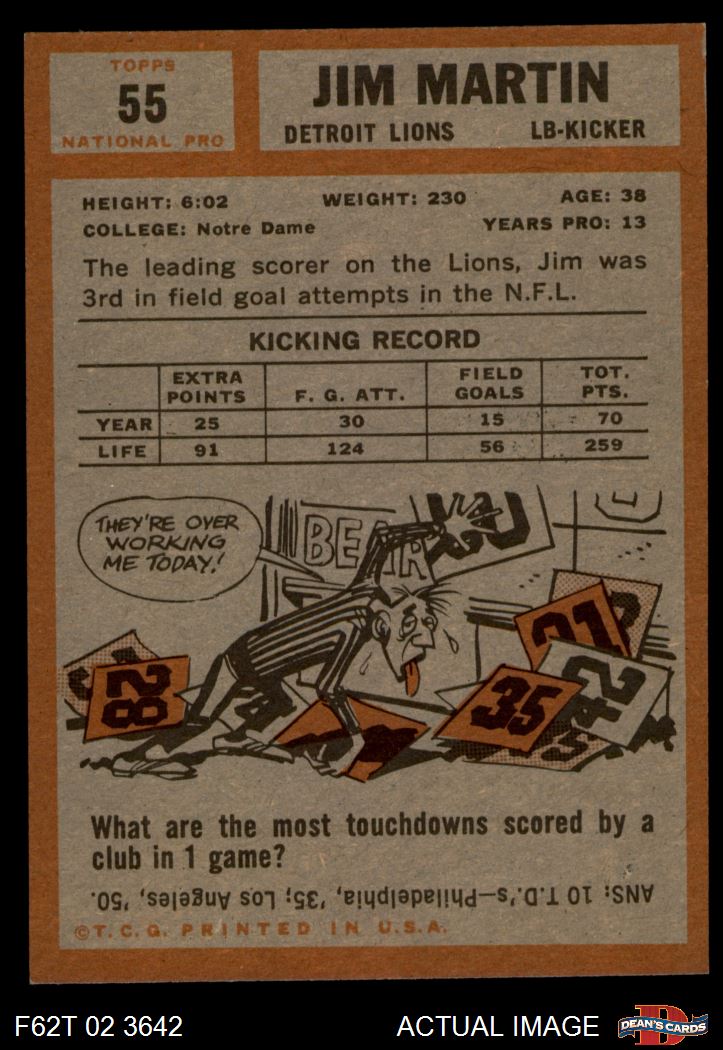 TOPPS
55
NATIONAL PRO
JIM MARTIN
DETROIT LIONS LB-KICKER
HEIGHT: 6:02 WEIGHT: 230 AGE: 38
COLLEGE: Notre Dame YEARS PRO: 13
The leading scorer on the Lions, Jim was
3rd in field goal attempts in the N.F.L.
KICKING RECORD
EXTRA POINTS F. G. ATT. FIELD GOALS TOT. PTS.
YEAR 25 30 15 70
LIFE 91 124 56 259
THEY'RE OVER
WORKING
ME TODAY!
BEAR
28
35
21
42
What are the most touchdowns scored by a
club in 1 game?
ANS: 10 T.D.'s—Philadelphia, '35; Los Angeles, '50.
©T.C.G. PRINTED IN U.S.A.
F62T 02 3642 ACTUAL IMAGE
DEAN'S CARDS